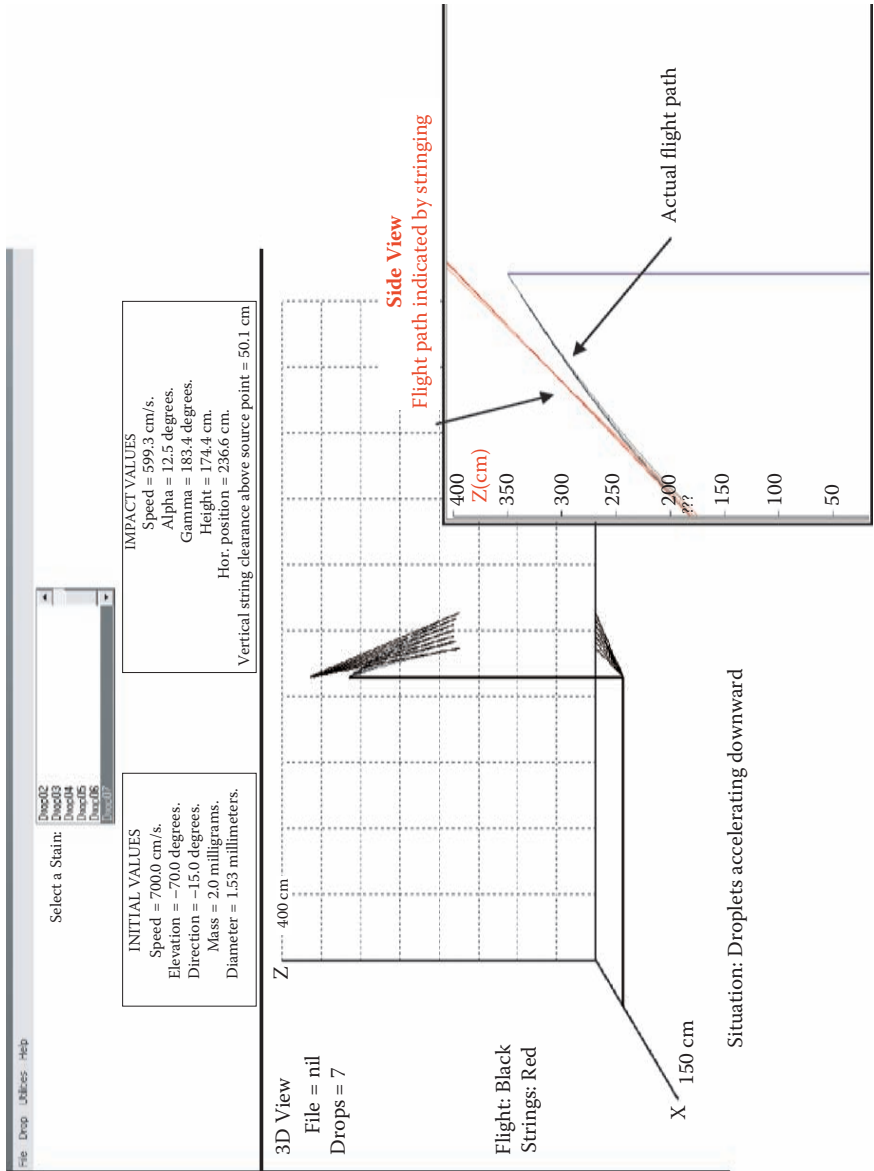 File Drop Utilices Help
Select a Stain:
Drop02
Drop03
Drop04
Drop05
Drop06
Drop07
INITIAL VALUES
Speed = 700.0 cm/s.
Elevation = −70.0 degrees.
Direction = −15.0 degrees.
Mass = 2.0 milligrams.
Diameter = 1.53 millimeters.
IMPACT VALUES
Speed = 599.3 cm/s.
Alpha = 12.5 degrees.
Gamma = 183.4 degrees.
Height = 174.4 cm.
Hor. position = 236.6 cm.
Vertical string clearance above source point = 50.1 cm
3D View
File = nil
Drops = 7
Flight: Black
Strings: Red
Z
400 cm
X
150 cm
Side View
Flight path indicated by stringing
400
Z(cm)
350
300
250
200
???
150
100
50
Actual flight path
Situation: Droplets accelerating downward